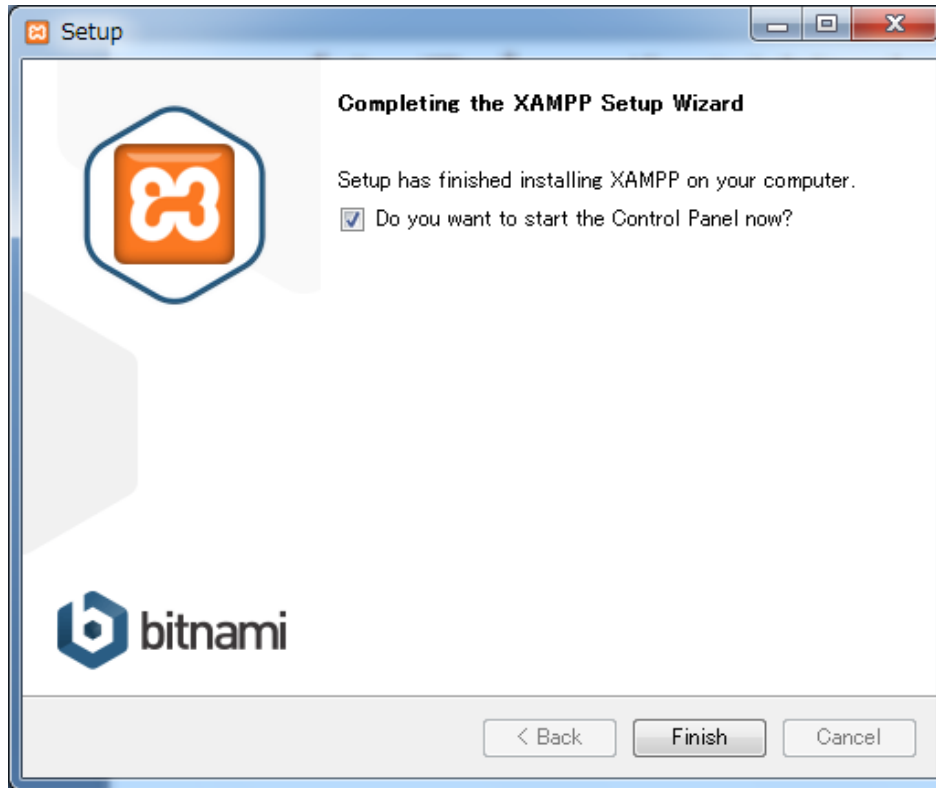 Setup
Completing the XAMPP Setup Wizard
Setup has finished installing XAMPP on your computer.
Do you want to start the Control Panel now?
bitnami
< Back Finish Cancel